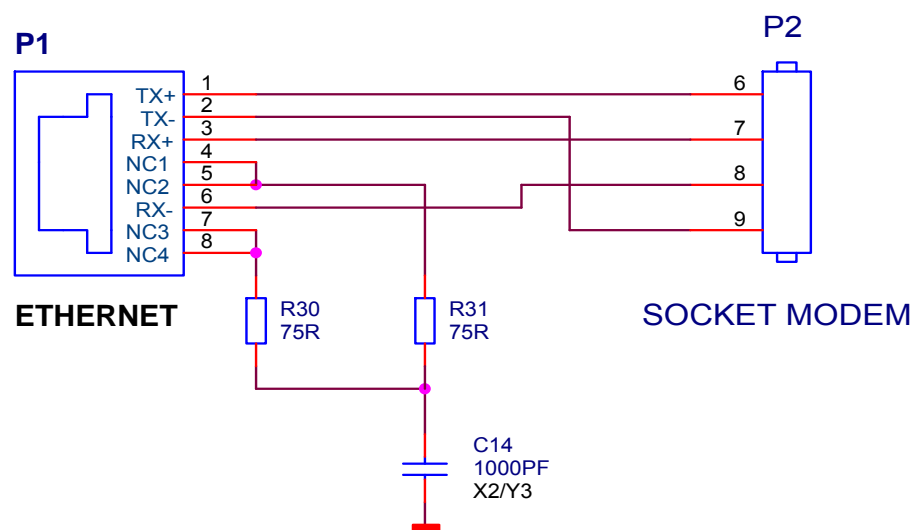 P1
P2
1
TX+
2
TX-
3
RX+
4
NC1
5
NC2
6
RX-
7
NC3
8
NC4
6
7
8
9
ETHERNET
SOCKET MODEM
R30
75R
R31
75R
C14
1000PF
X2/Y3